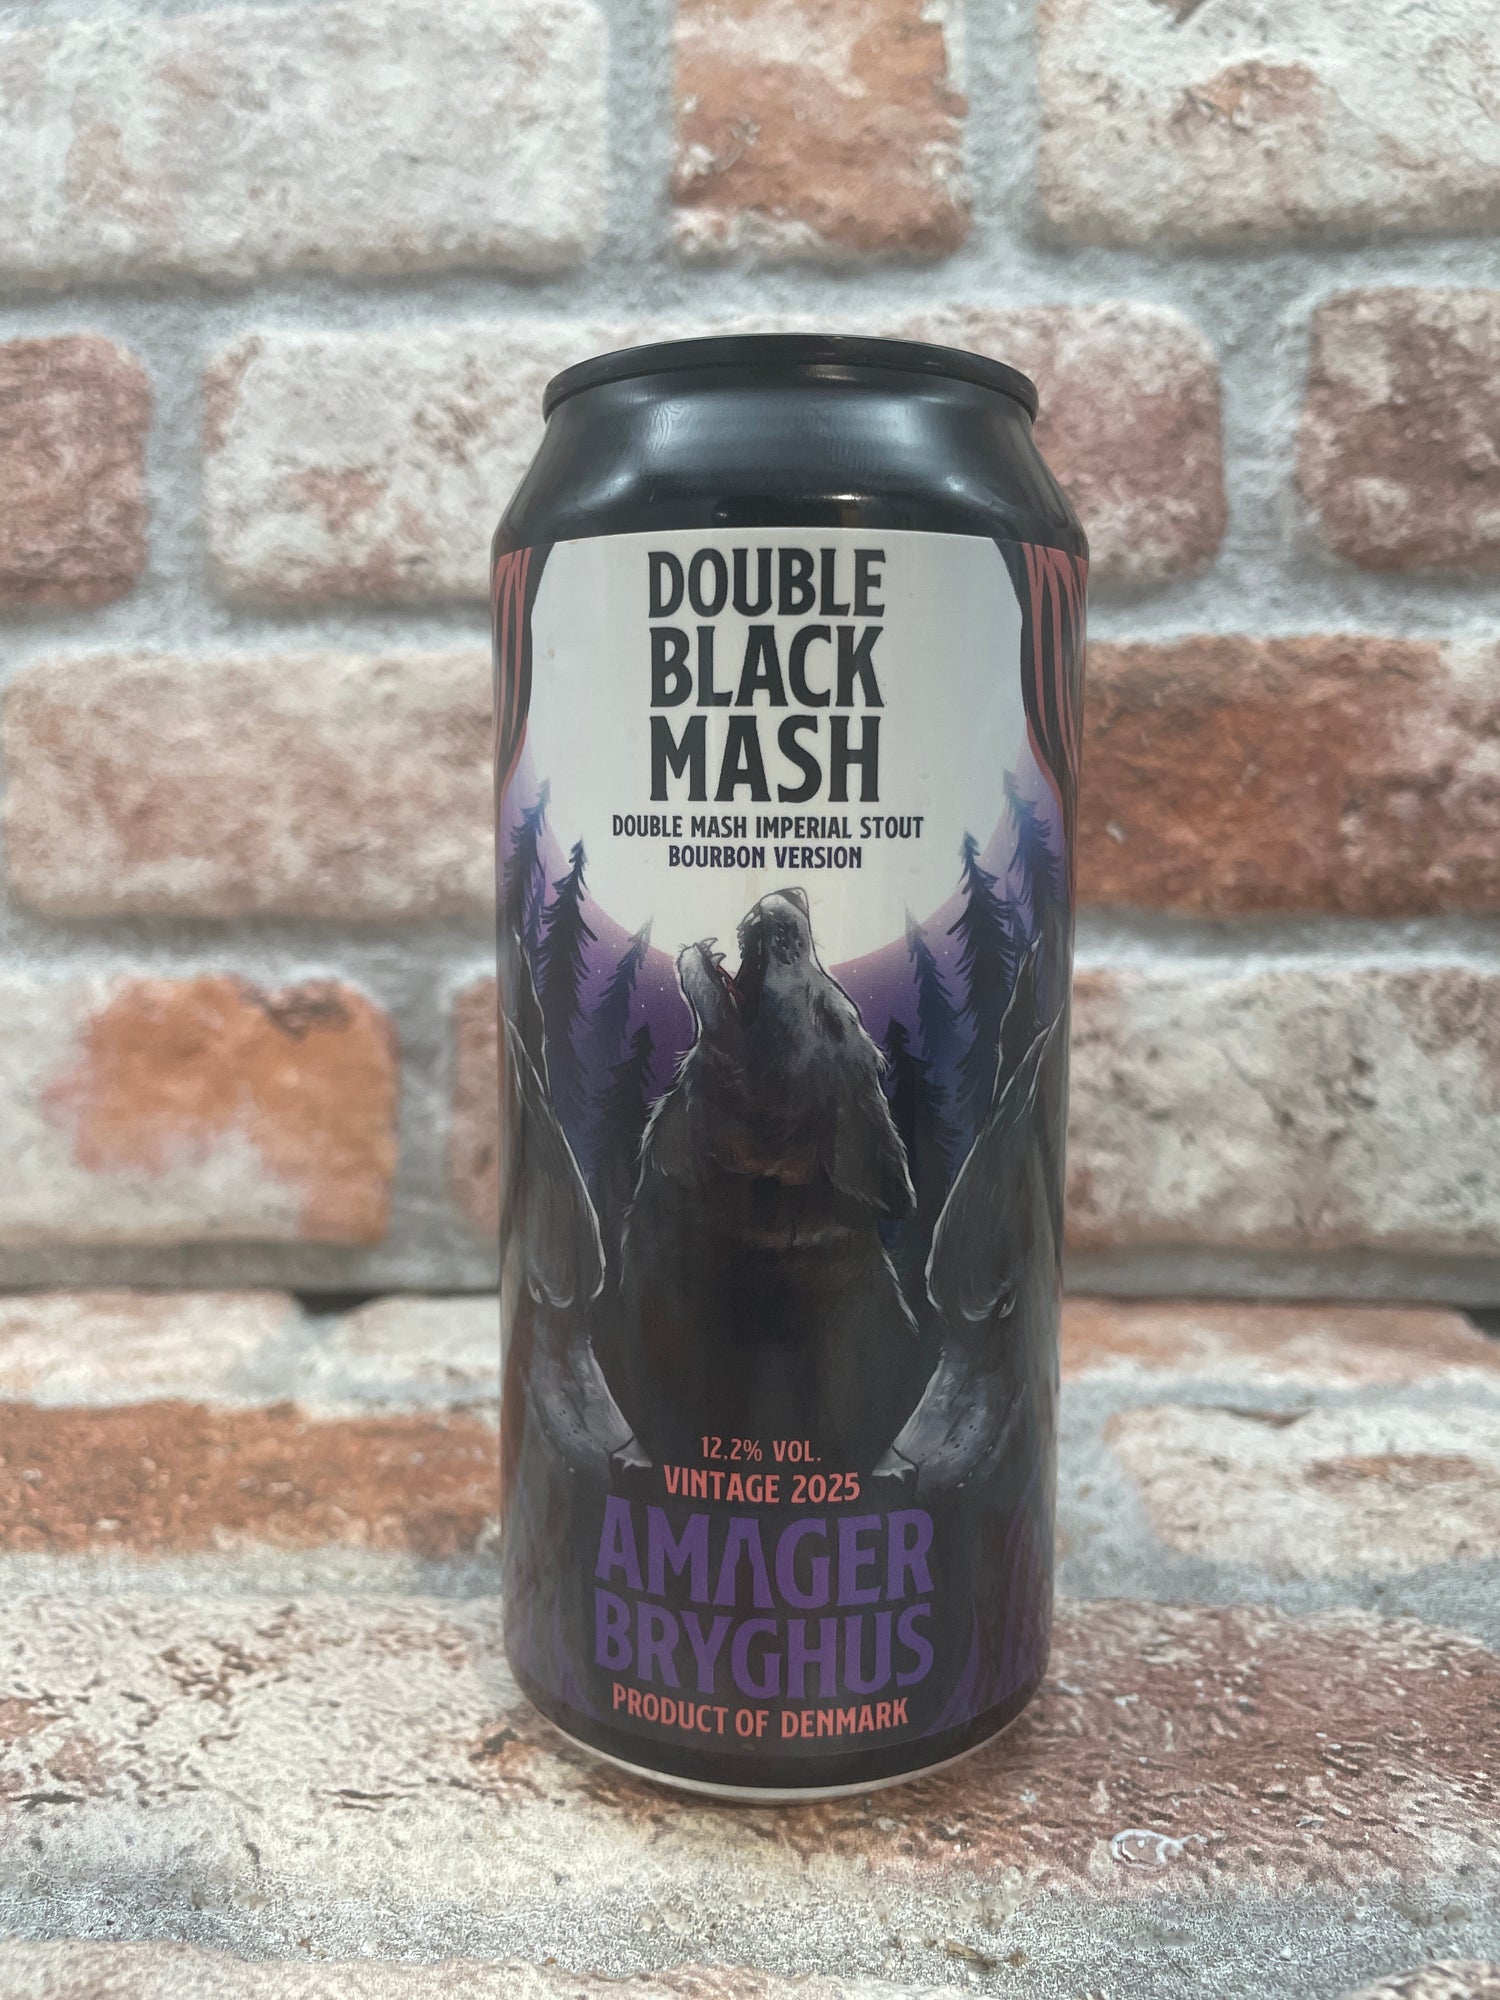 DOUBLE
BLACK
MASH
DOUBLE MASH IMPERIAL STOUT
BOURBON VERSION
12,2% VOL.
VINTAGE 2025
AMAGER
BRYGHUS
PRODUCT OF DENMARK